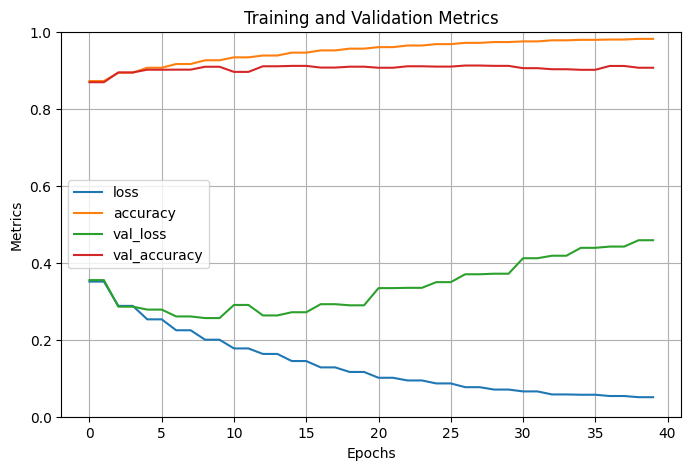 Training and Validation Metrics
1.0
0.8
0.6
0.4
0.2
0.0
Metrics
loss
accuracy
val_loss
val_accuracy
0 5 10 15 20 25 30 35 40
Epochs